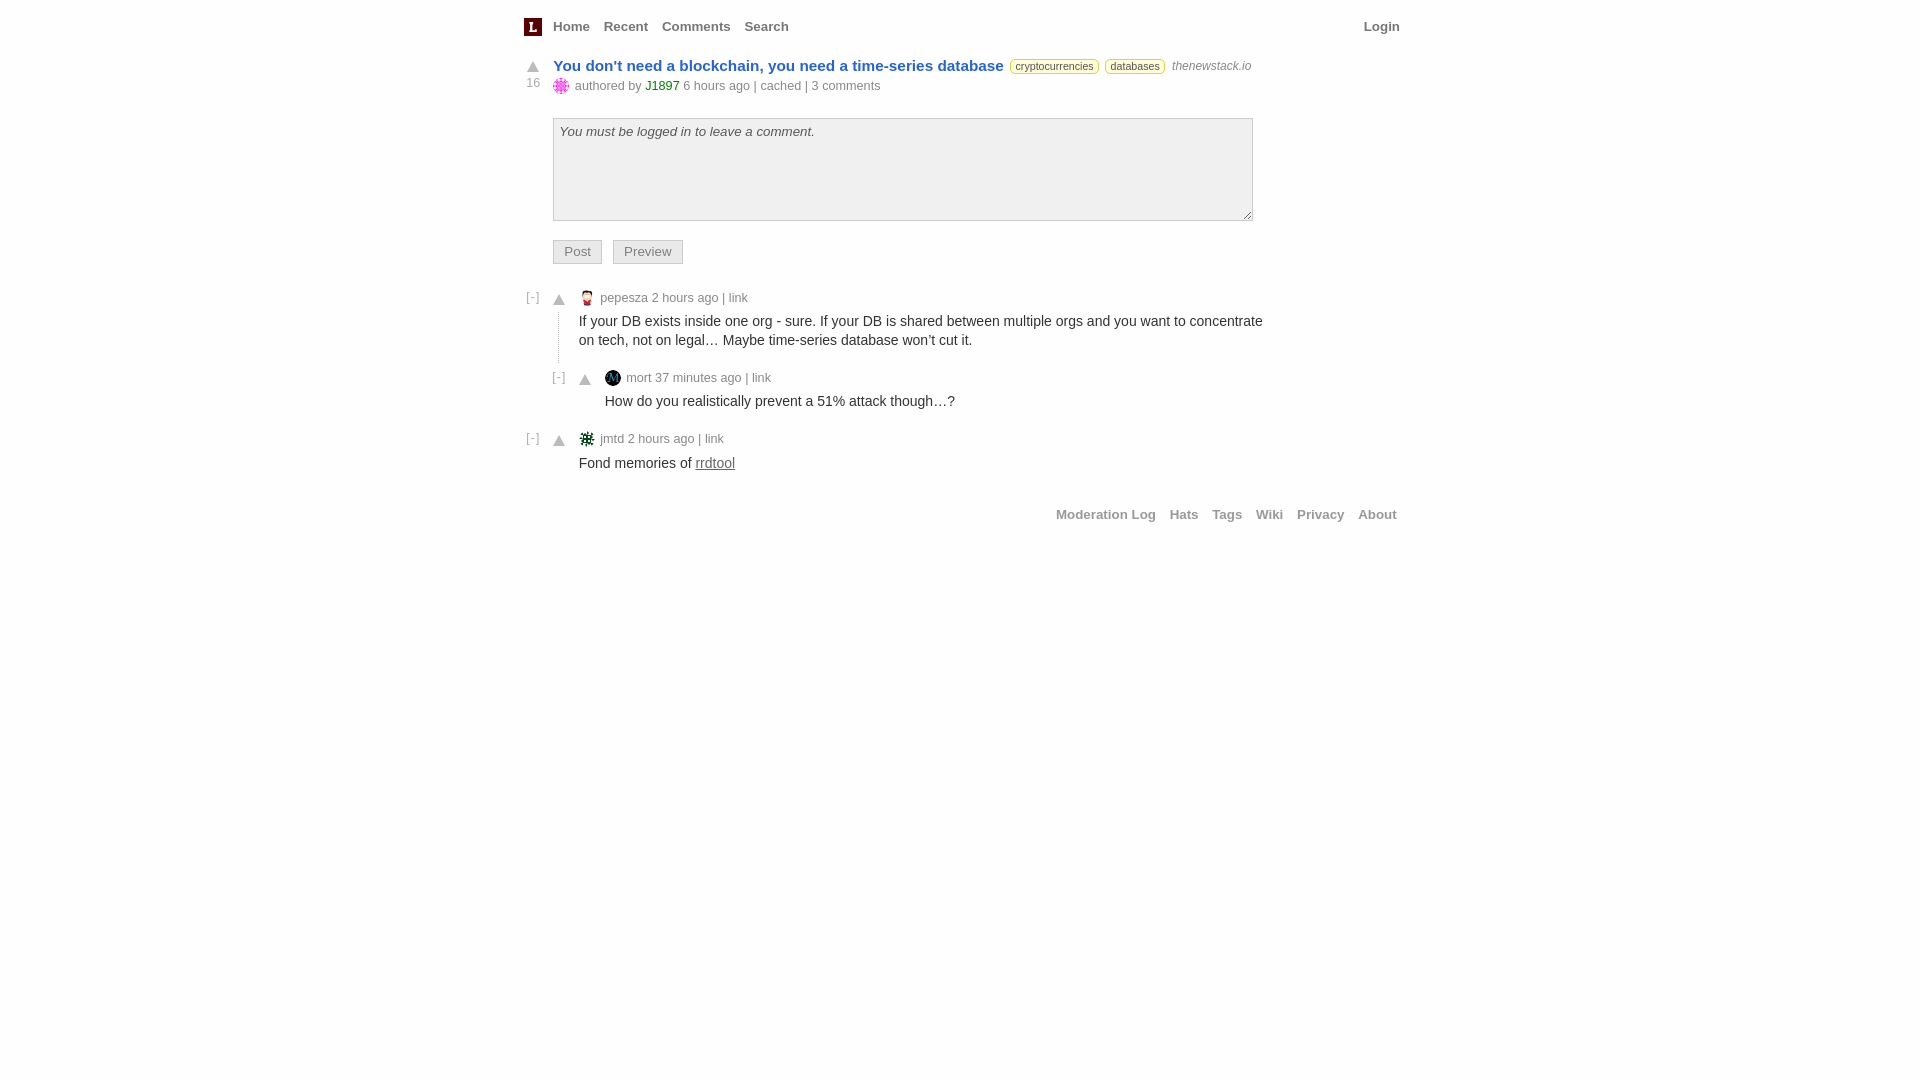 L Home Recent Comments Search Login
You don't need a blockchain, you need a time-series database cryptocurrencies databases thenewstack.io
16 authored by J1897 6 hours ago | cached | 3 comments
You must be logged in to leave a comment.
Post Preview
[-] pepesza 2 hours ago | link
If your DB exists inside one org - sure. If your DB is shared between multiple orgs and you want to concentrate
on tech, not on legal… Maybe time-series database won’t cut it.
[-] M mort 37 minutes ago | link
How do you realistically prevent a 51% attack though…?
[-] jmtd 2 hours ago | link
Fond memories of rrdtool
Moderation Log Hats Tags Wiki Privacy About